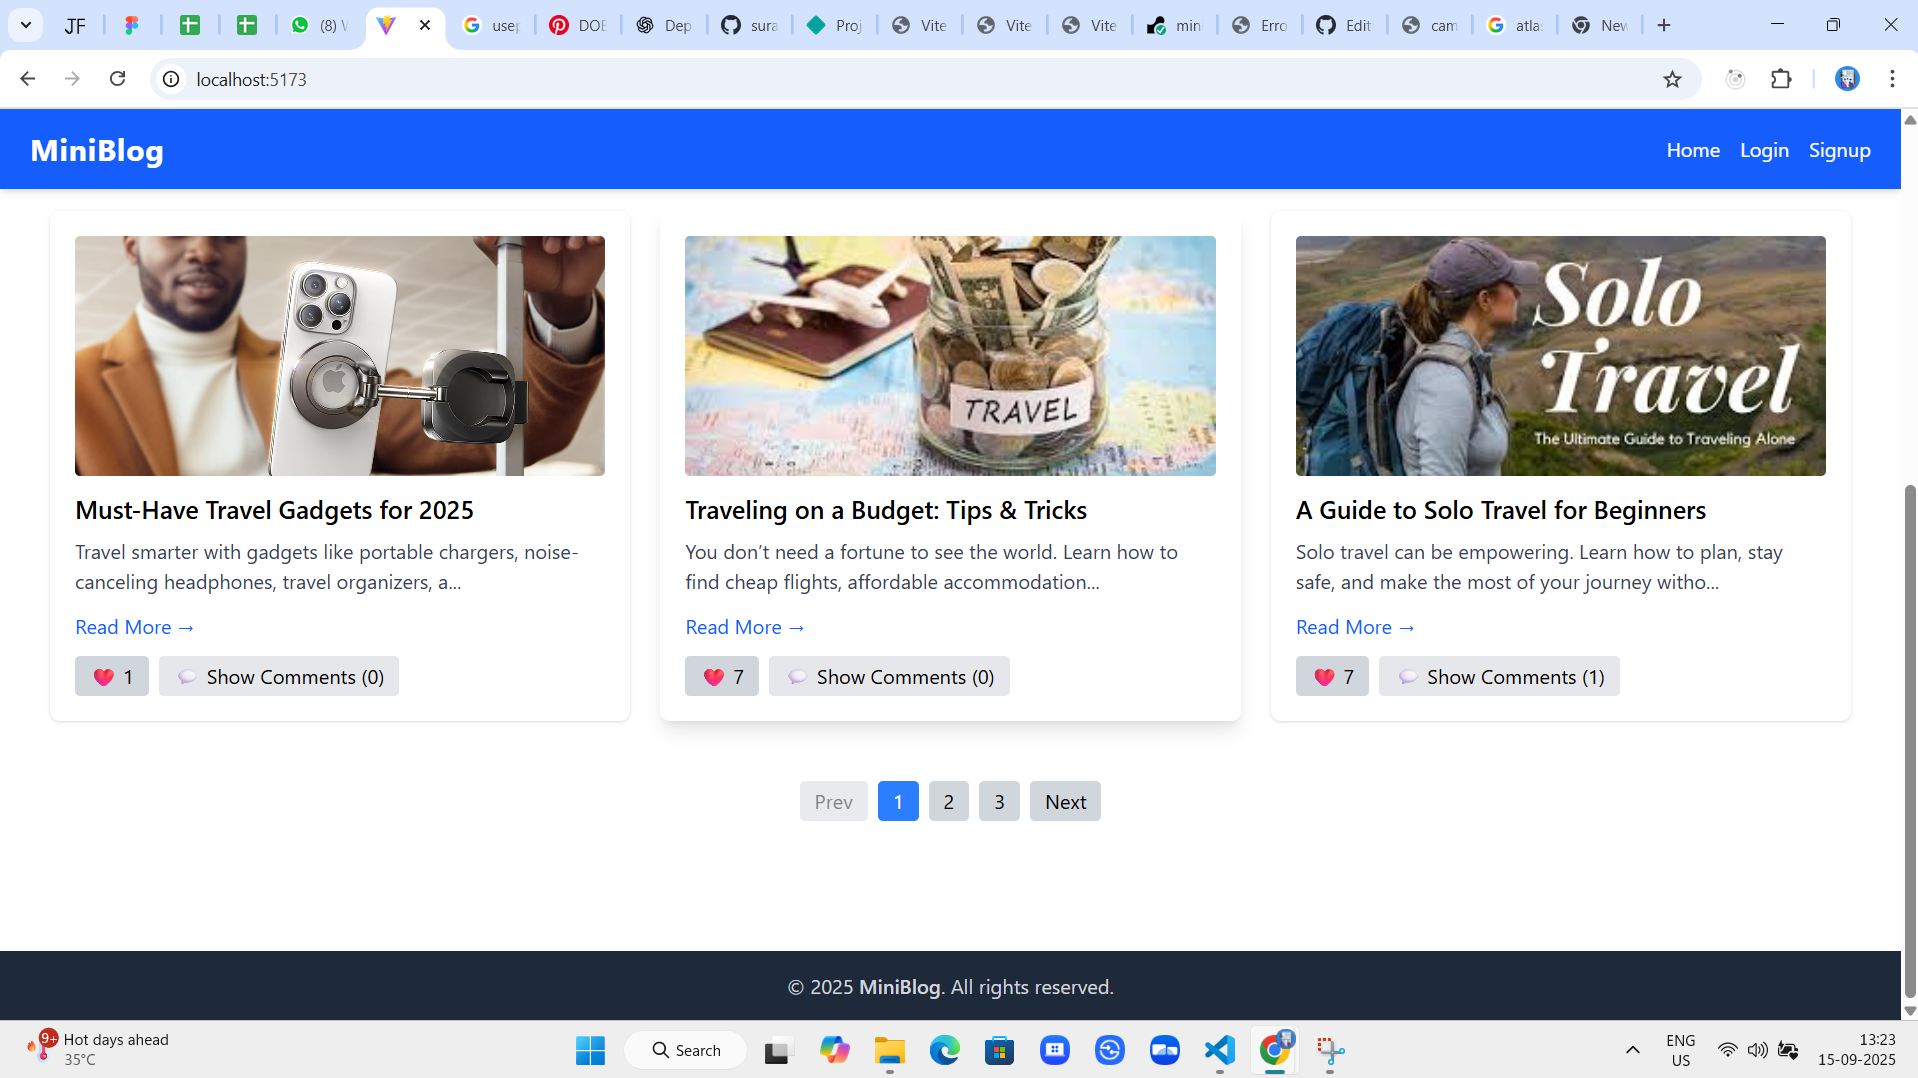 JF
(8) W
usep
DOE
Dep
sura
Proj
Vite
Vite
Vite
min
Erro
Edit
cam
atlas
New
localhost:5173
MiniBlog
Home Login Signup
TRAVEL
Solo
Travel
The Ultimate Guide to Traveling Alone
Must-Have Travel Gadgets for 2025
Travel smarter with gadgets like portable chargers, noise-
canceling headphones, travel organizers, a...
Read More →
1 Show Comments (0)
Traveling on a Budget: Tips & Tricks
You don’t need a fortune to see the world. Learn how to
find cheap flights, affordable accommodation...
Read More →
7 Show Comments (0)
A Guide to Solo Travel for Beginners
Solo travel can be empowering. Learn how to plan, stay
safe, and make the most of your journey witho...
Read More →
7 Show Comments (1)
Prev 1 2 3 Next
© 2025 MiniBlog. All rights reserved.
9+
Hot days ahead
35°C
Search
ENG
US
13:23
15-09-2025